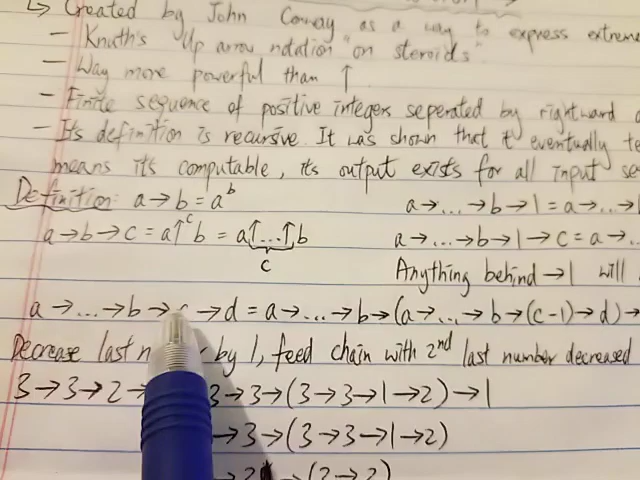 ↳ Created by John Conway as a way to express extreme
– Knuth's Up arrow notation "on steroids"
– Way more powerful than ↑
– Finite sequence of positive integers seperated by rightward
– Its definition is recursive. It was shown that it eventually te
means its computable, its output exists for all input se
Definition: a→b = a^b
a→...→b→1 = a→...→
a→b→c = a↑^c b = a↑...↑b
c
a→...→b→1→c = a→...
Anything behind →1 will
a→...→b→c→d = a→...→b→(a→...→b→(c-1)→d)→
Decrease last by 1, feed chain with 2nd last number decreased
3→3→2→ 3→3→(3→3→1→2)→1
→3→(3→3→1→2)
→(2→2)